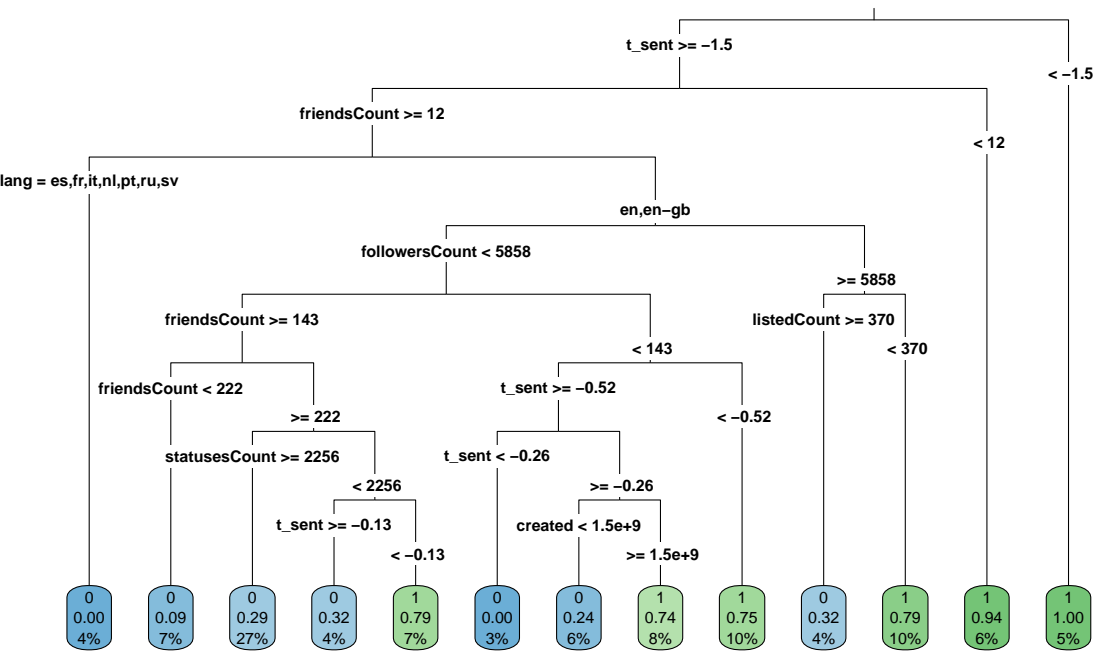 t_sent >= −1.5
< −1.5
friendsCount >= 12
< 12
lang = es,fr,it,nl,pt,ru,sv
en,en−gb
followersCount < 5858
>= 5858
friendsCount >= 143
< 143
listedCount >= 370
< 370
friendsCount < 222
>= 222
t_sent >= −0.52
< −0.52
statusesCount >= 2256
< 2256
t_sent < −0.26
>= −0.26
t_sent >= −0.13
< −0.13
created < 1.5e+9
>= 1.5e+9
0 0 0 0 1 0 0 1 1 0 1 1 1
0.00 0.09 0.29 0.32 0.79 0.00 0.24 0.74 0.75 0.32 0.79 0.94 1.00
4% 7% 27% 4% 7% 3% 6% 8% 10% 4% 10% 6% 5%